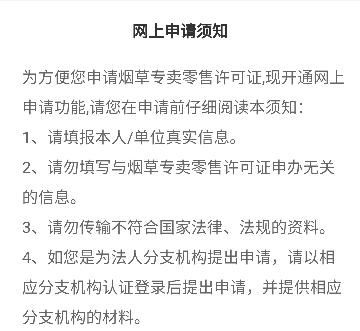 网上申请须知
为方便您申请烟草专卖零售许可证,现开通网上
申请功能,请您在申请前仔细阅读本须知：
1、请填报本人/单位真实信息。
2、请勿填写与烟草专卖零售许可证申办无关
的信息。
3、请勿传输不符合国家法律、法规的资料。
4、如您是为法人分支机构提出申请，请以相
应分支机构认证登录后提出申请，并提供相应
分支机构的材料。